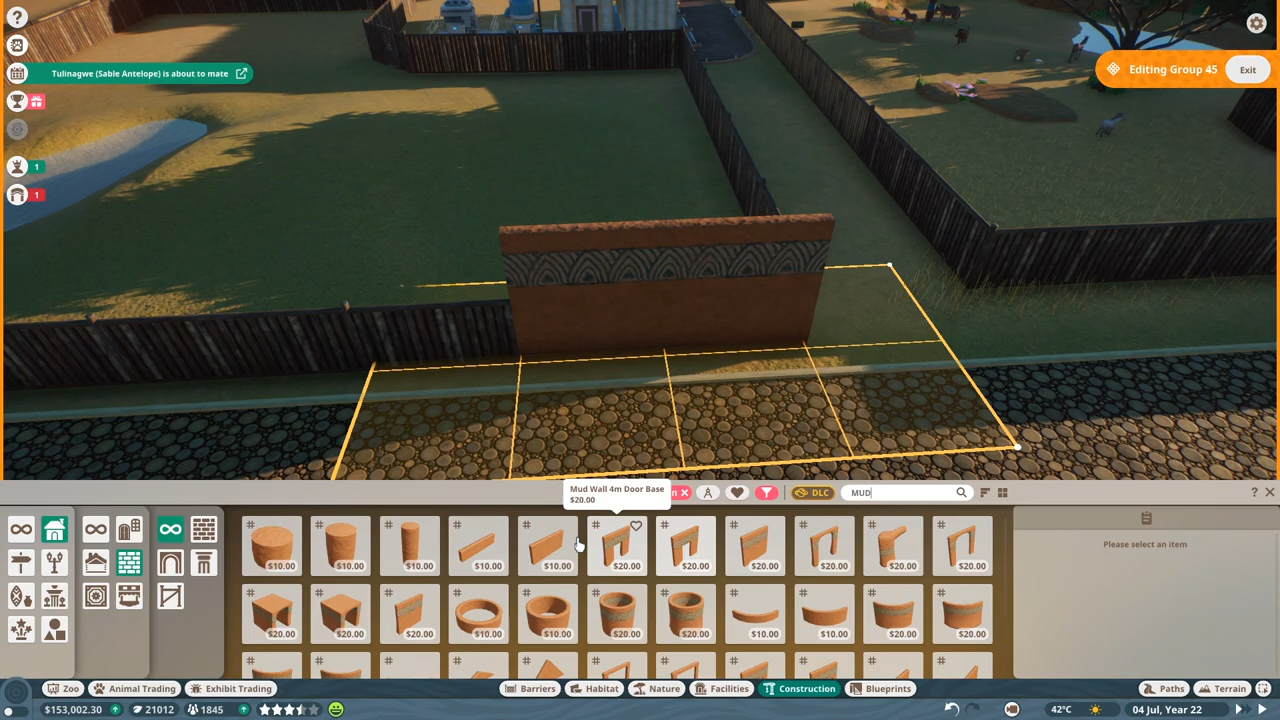 ?
Tulinagwe (Sable Antelope) is about to mate
Editing Group 45
Exit
1
1
Mud Wall 4m Door Base
$20.00
n
DLC
MUD
?
$10.00
$10.00
$10.00
$10.00
$10.00
$20.00
$20.00
$20.00
$20.00
$20.00
$20.00
$20.00
$20.00
$20.00
$10.00
$10.00
$20.00
$20.00
$10.00
$10.00
$20.00
$20.00
Please select an item
Zoo
Animal Trading
Exhibit Trading
Barriers
Habitat
Nature
Facilities
Construction
Blueprints
Paths
Terrain
$153,002.30
21012
1845
42°C
04 Jul, Year 22